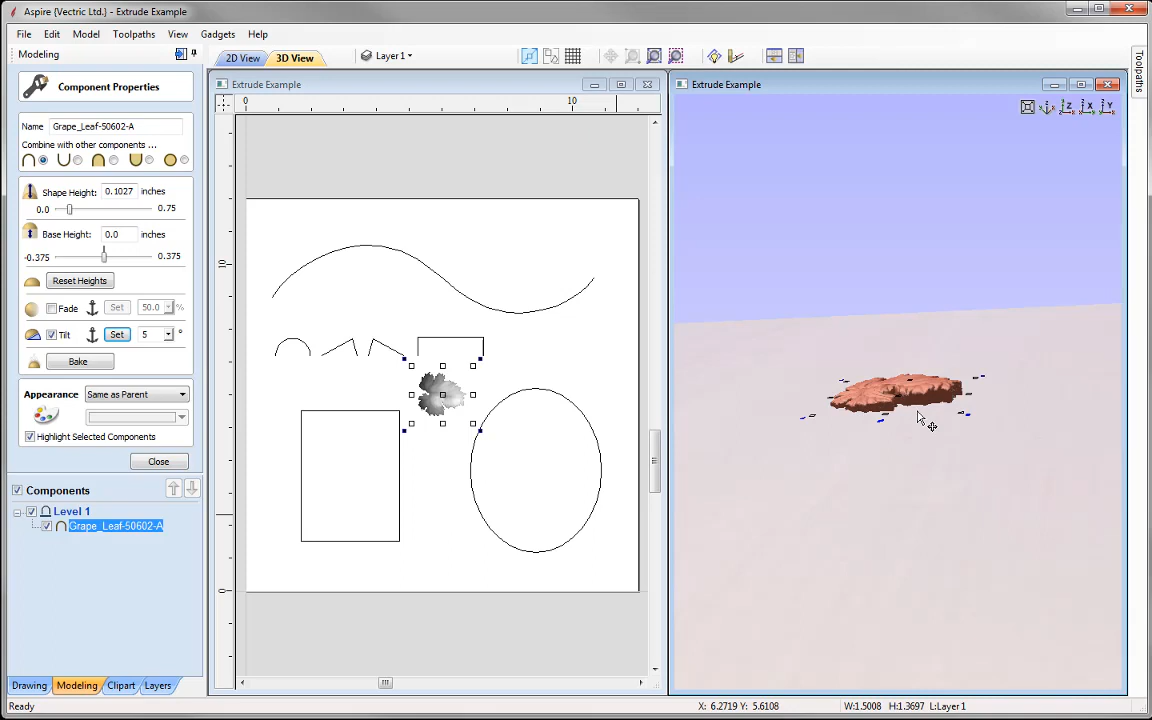 Aspire {Vectric Ltd.} - Extrude Example
File Edit Model Toolpaths View Gadgets Help
Modeling
2D View 3D View Layer 1
Toolpaths
Component Properties
Name Grape_Leaf-50602-A
Combine with other components ...
Shape Height: 0.1027 inches
0.0 0.75
Base Height: 0.0 inches
-0.375 0.375
Reset Heights
Fade Set 50.0 %
Tilt Set 5 °
Bake
Appearance Same as Parent
Highlight Selected Components
Close
Components
Level 1
Grape_Leaf-50602-A
Drawing Modeling Clipart Layers
Extrude Example
0 10
10
0
Extrude Example
Z X Y
Ready
X: 6.2719 Y: 5.6108
W:1.5008 H:1.3697 L:Layer 1